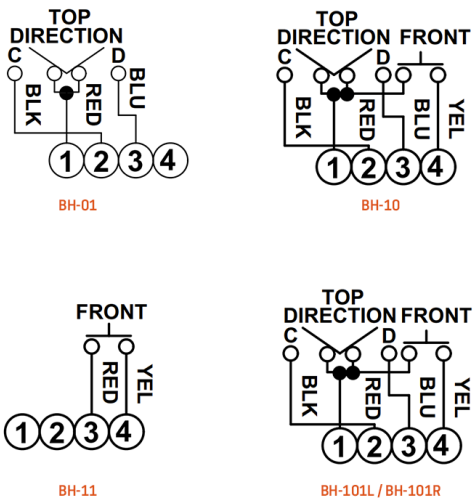 TOP
DIRECTION
C D
BLK RED BLU
1 2 3 4
BH-01
TOP
DIRECTION FRONT
C D
BLK RED BLU YEL
1 2 3 4
BH-10
FRONT
RED YEL
1 2 3 4
BH-11
TOP
DIRECTION FRONT
C D
BLK RED BLU YEL
1 2 3 4
BH-101L / BH-101R